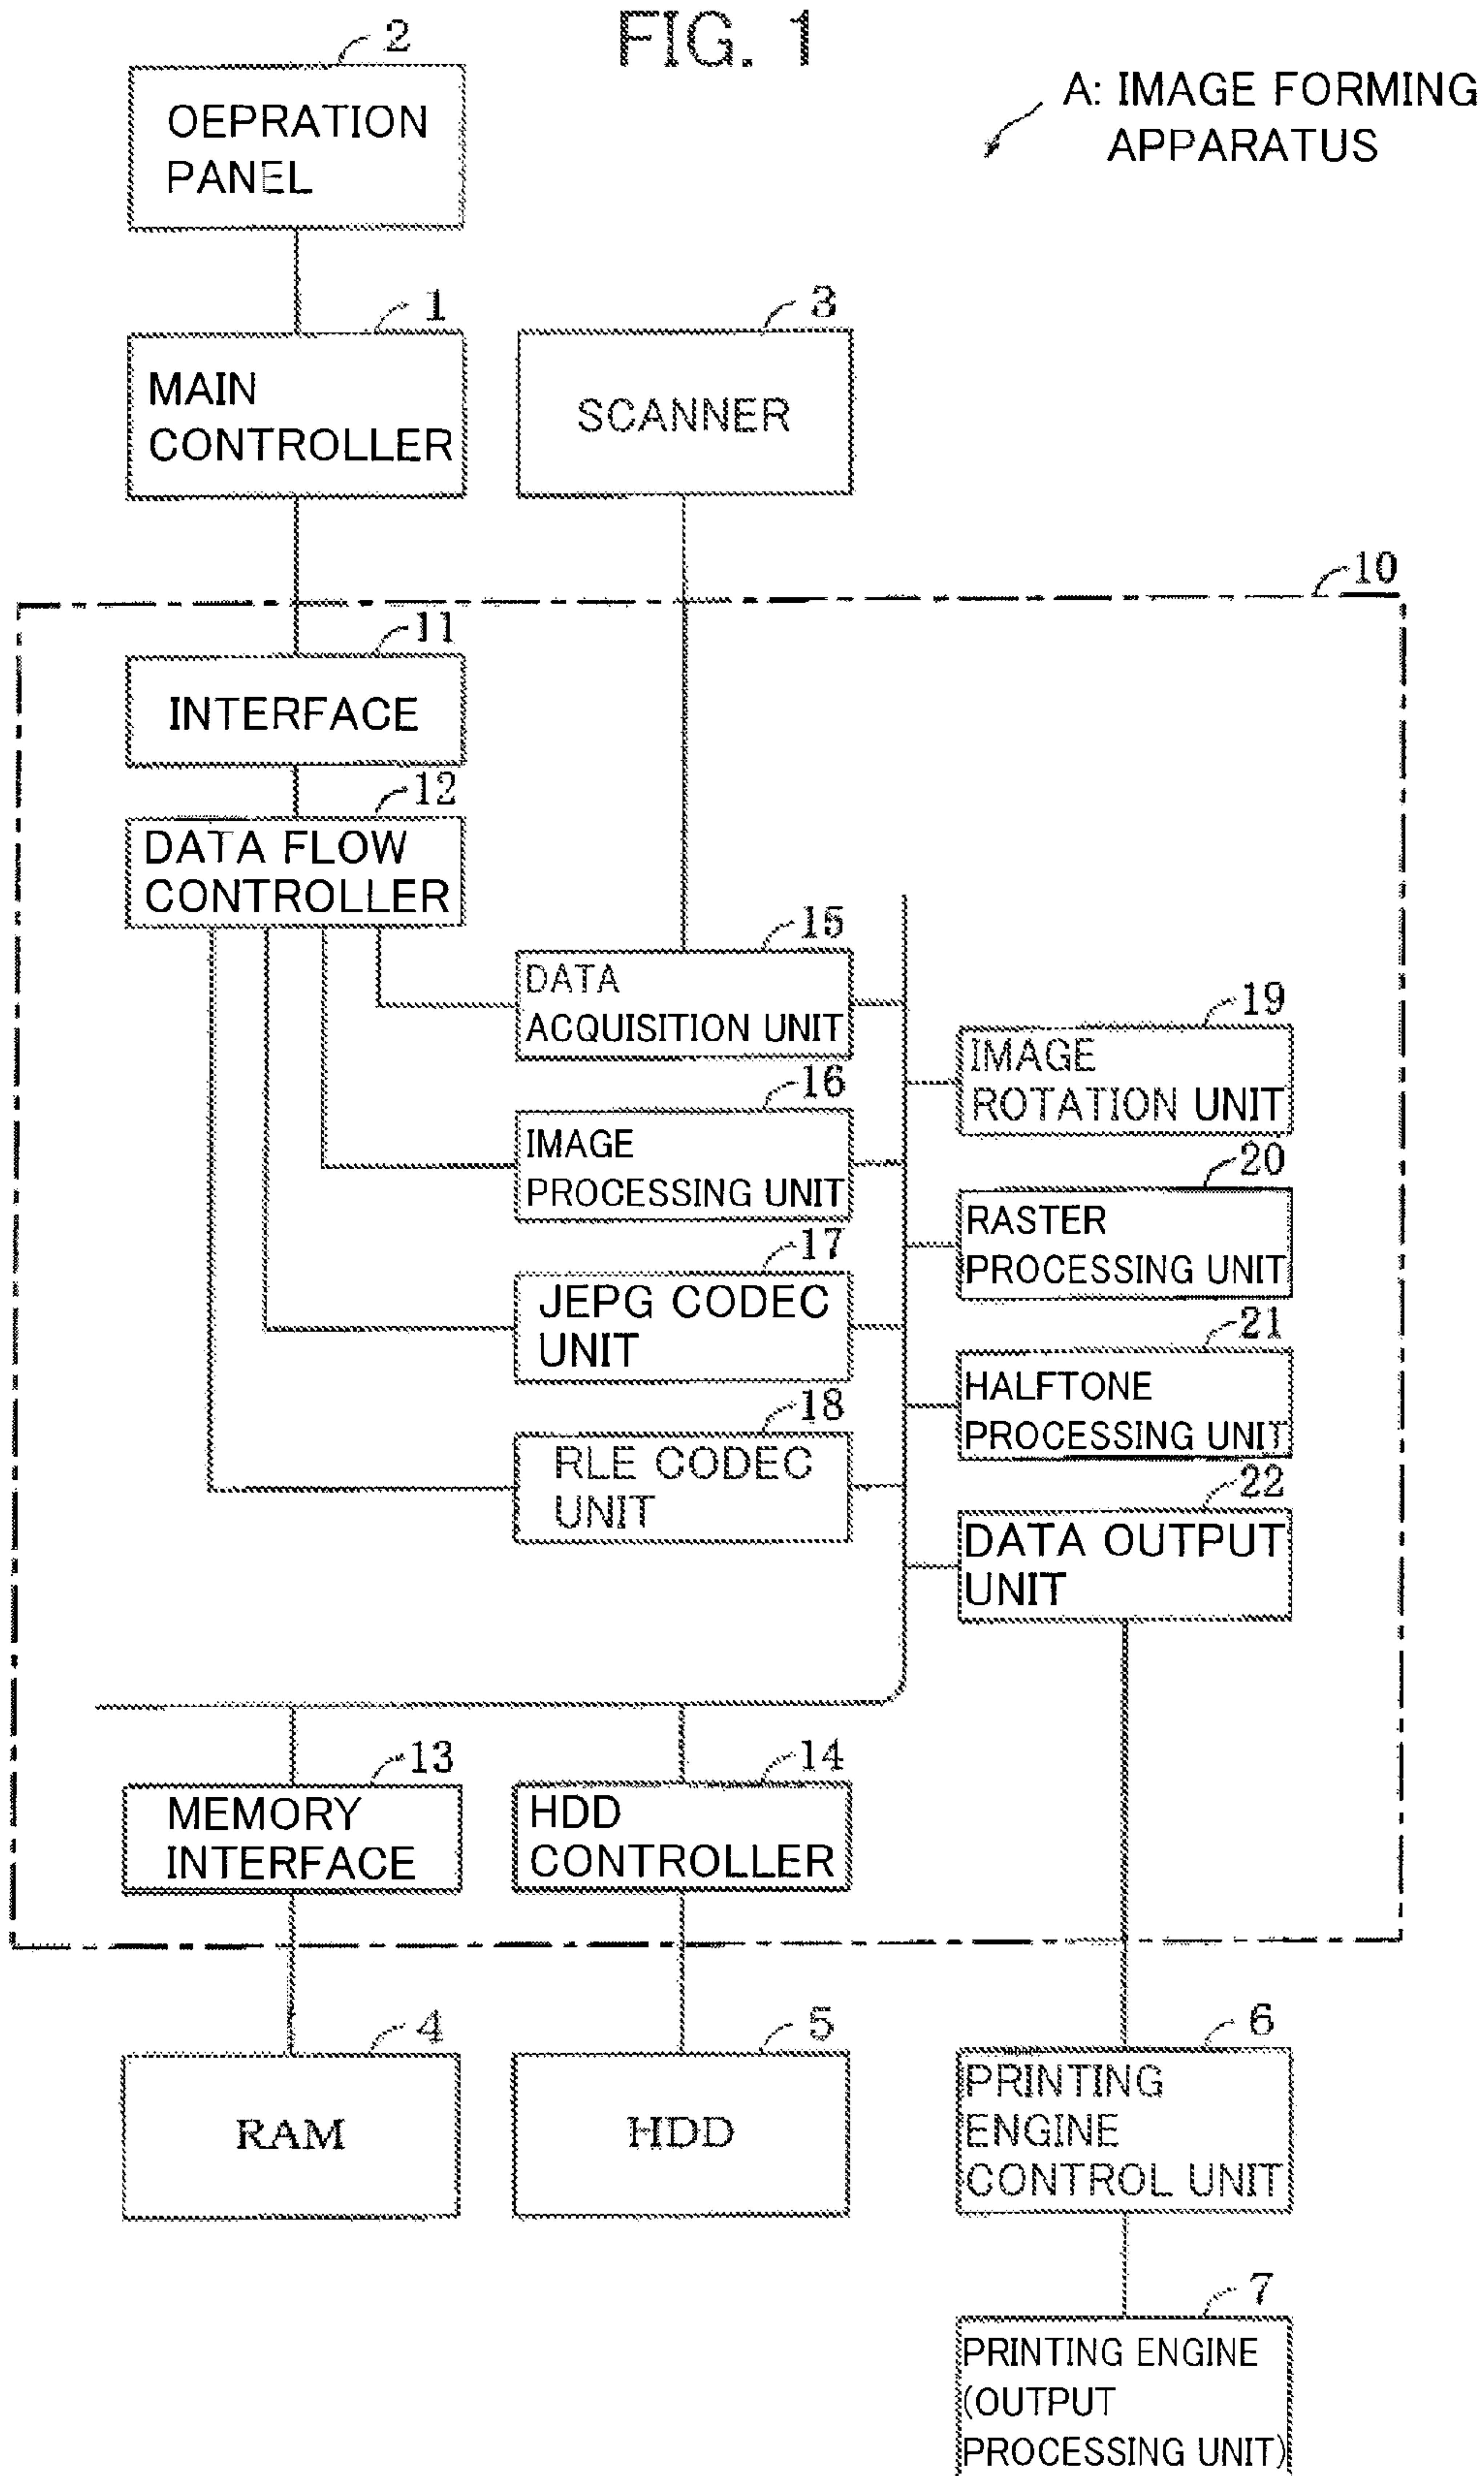 FIG. 1
A: IMAGE FORMING
APPARATUS
2
OEPRATION
PANEL
1
MAIN
CONTROLLER
3
SCANNER
10
11
INTERFACE
12
DATA FLOW
CONTROLLER
15
DATA
ACQUISITION UNIT
16
IMAGE
PROCESSING UNIT
17
JEPG CODEC
UNIT
18
RLE CODEC
UNIT
19
IMAGE
ROTATION UNIT
20
RASTER
PROCESSING UNIT
21
HALFTONE
PROCESSING UNIT
22
DATA OUTPUT
UNIT
13
MEMORY
INTERFACE
14
HDD
CONTROLLER
4
RAM
5
HDD
6
PRINTING
ENGINE
CONTROL UNIT
7
PRINTING ENGINE
(OUTPUT
PROCESSING UNIT)